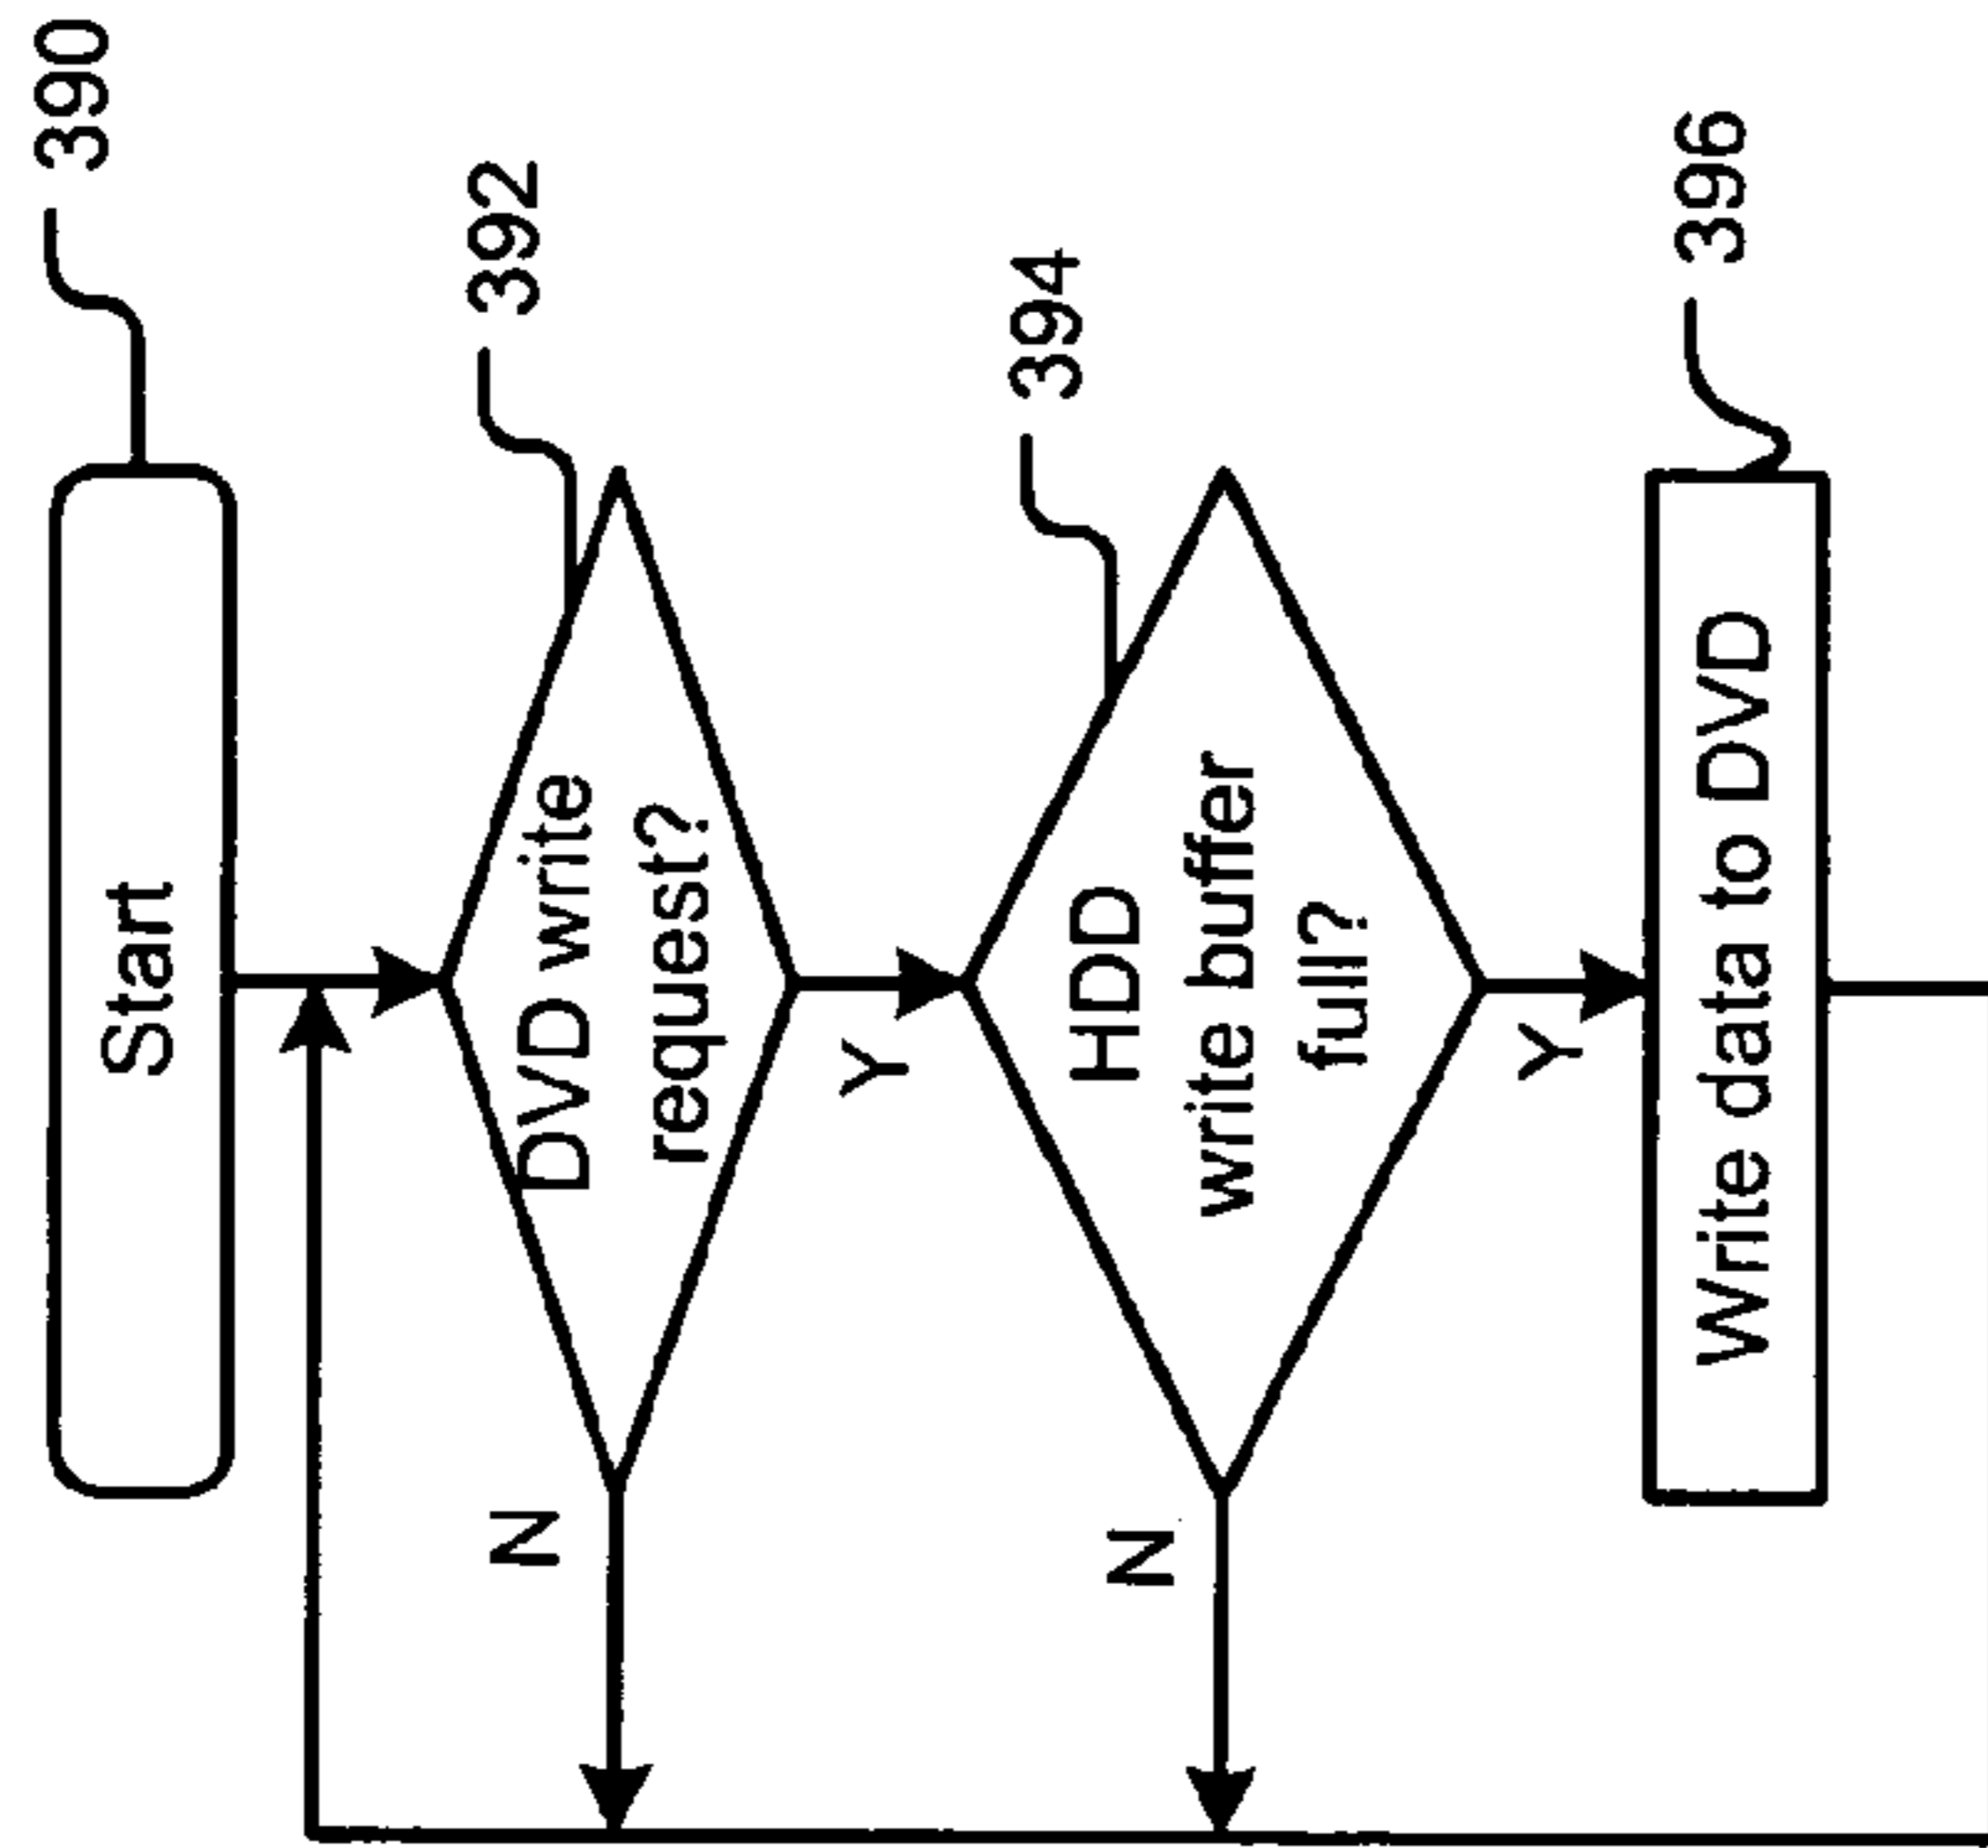 390
Start
392
DVD write
request?
N
Y
394
HDD
write buffer
full?
N
Y
396
Write data to DVD